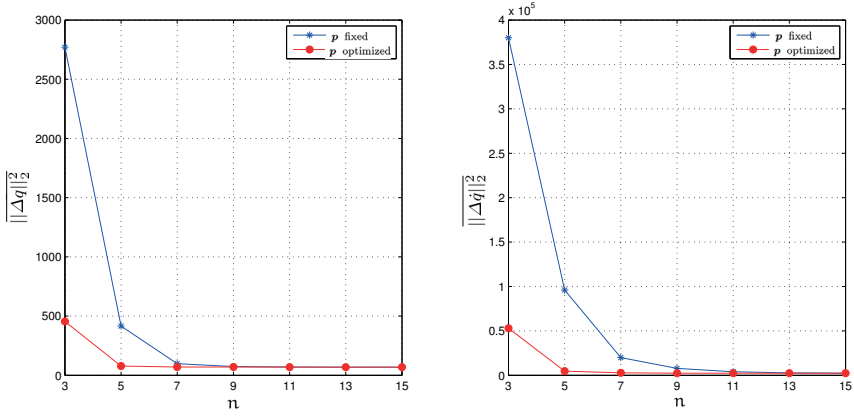 3000
2500
2000
1500
1000
500
0
3 5 7 9 11 13 15
n
||Δq||₂²
p fixed
p optimized
x 10⁵
4
3.5
3
2.5
2
1.5
1
0.5
0
3 5 7 9 11 13 15
n
||Δq̇||₂²
p fixed
p optimized